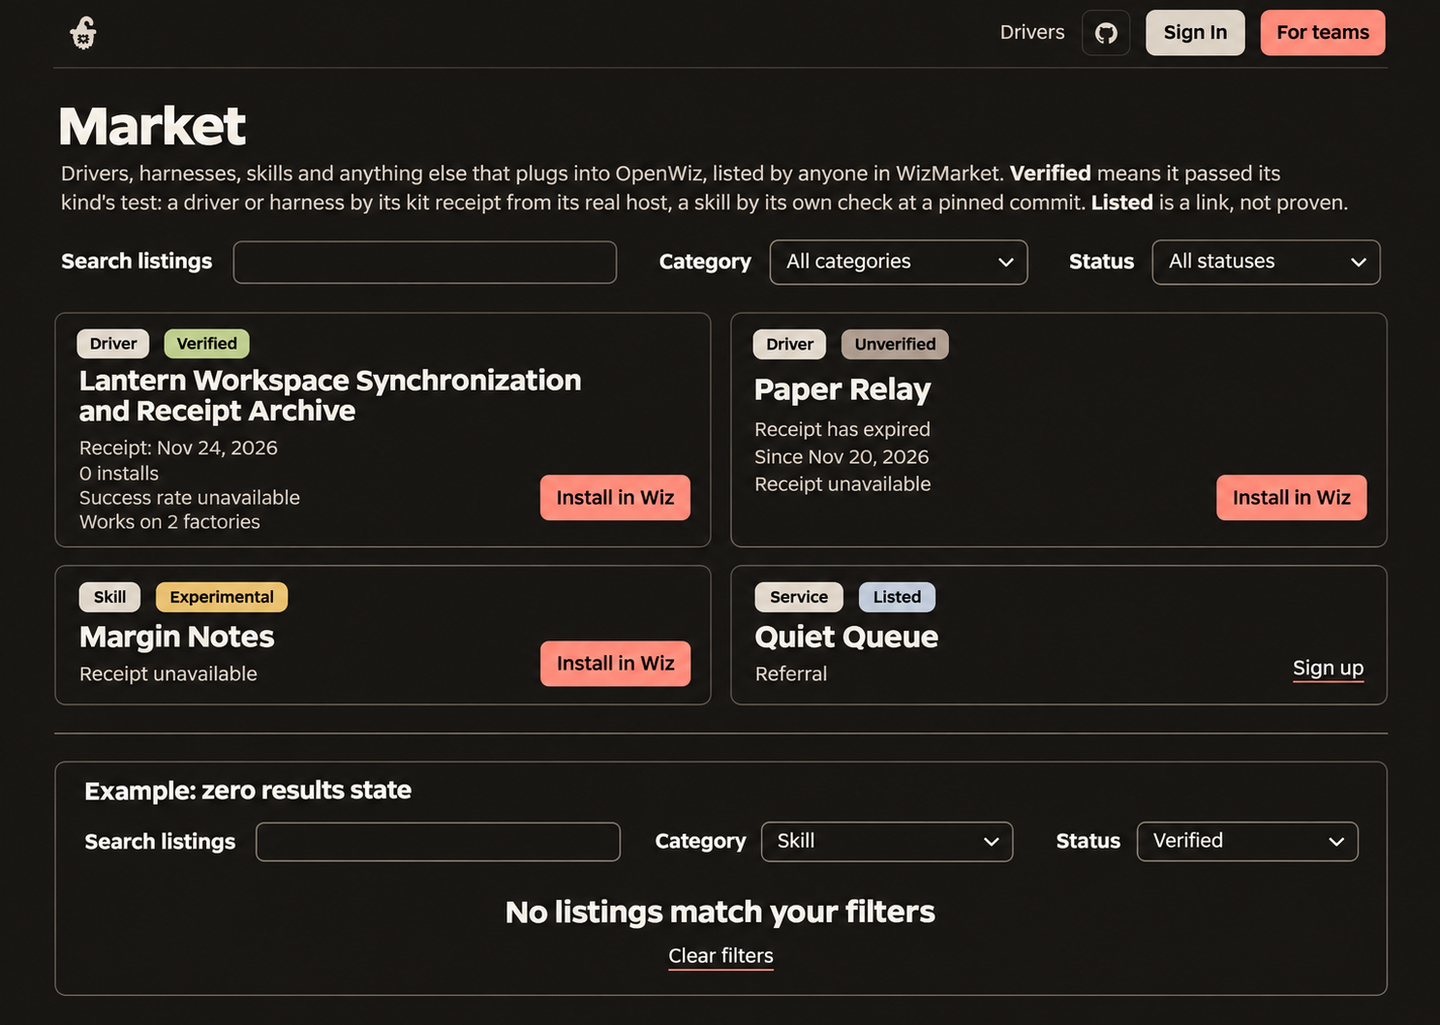 Drivers
Sign In
For teams
Market
Drivers, harnesses, skills and anything else that plugs into OpenWiz, listed by anyone in WizMarket. Verified means it passed its
kind's test: a driver or harness by its kit receipt from its real host, a skill by its own check at a pinned commit. Listed is a link, not proven.
Search listings
Category
All categories
Status
All statuses
Driver
Verified
Lantern Workspace Synchronization
and Receipt Archive
Receipt: Nov 24, 2026
0 installs
Success rate unavailable
Works on 2 factories
Install in Wiz
Driver
Unverified
Paper Relay
Receipt has expired
Since Nov 20, 2026
Receipt unavailable
Install in Wiz
Skill
Experimental
Margin Notes
Receipt unavailable
Install in Wiz
Service
Listed
Quiet Queue
Referral
Sign up
Example: zero results state
Search listings
Category
Skill
Status
Verified
No listings match your filters
Clear filters